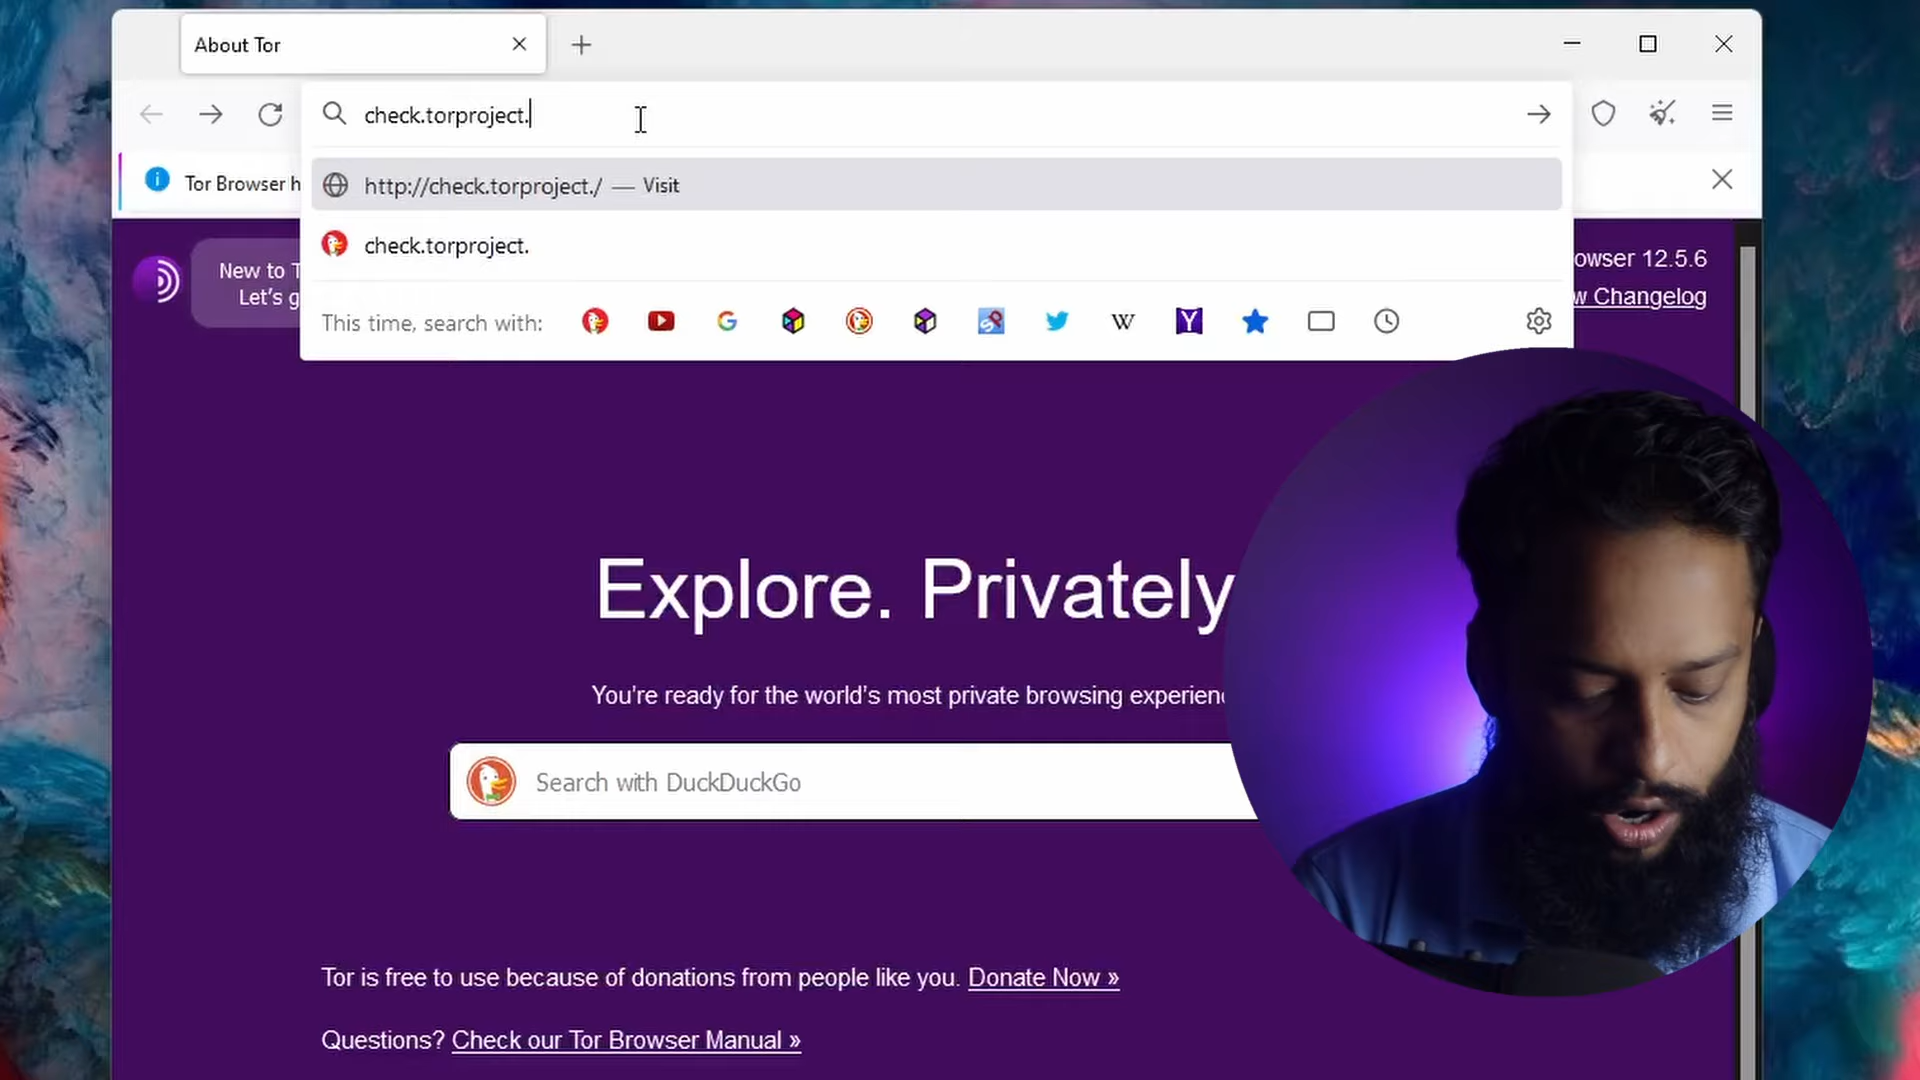 About Tor
check.torproject.
Tor Browser h
http://check.torproject./ — Visit
check.torproject.
New to T
Let's g
owser 12.5.6
w Changelog
This time, search with:
Explore. Privately
You're ready for the world's most private browsing experienc
Search with DuckDuckGo
Tor is free to use because of donations from people like you. Donate Now »
Questions? Check our Tor Browser Manual »